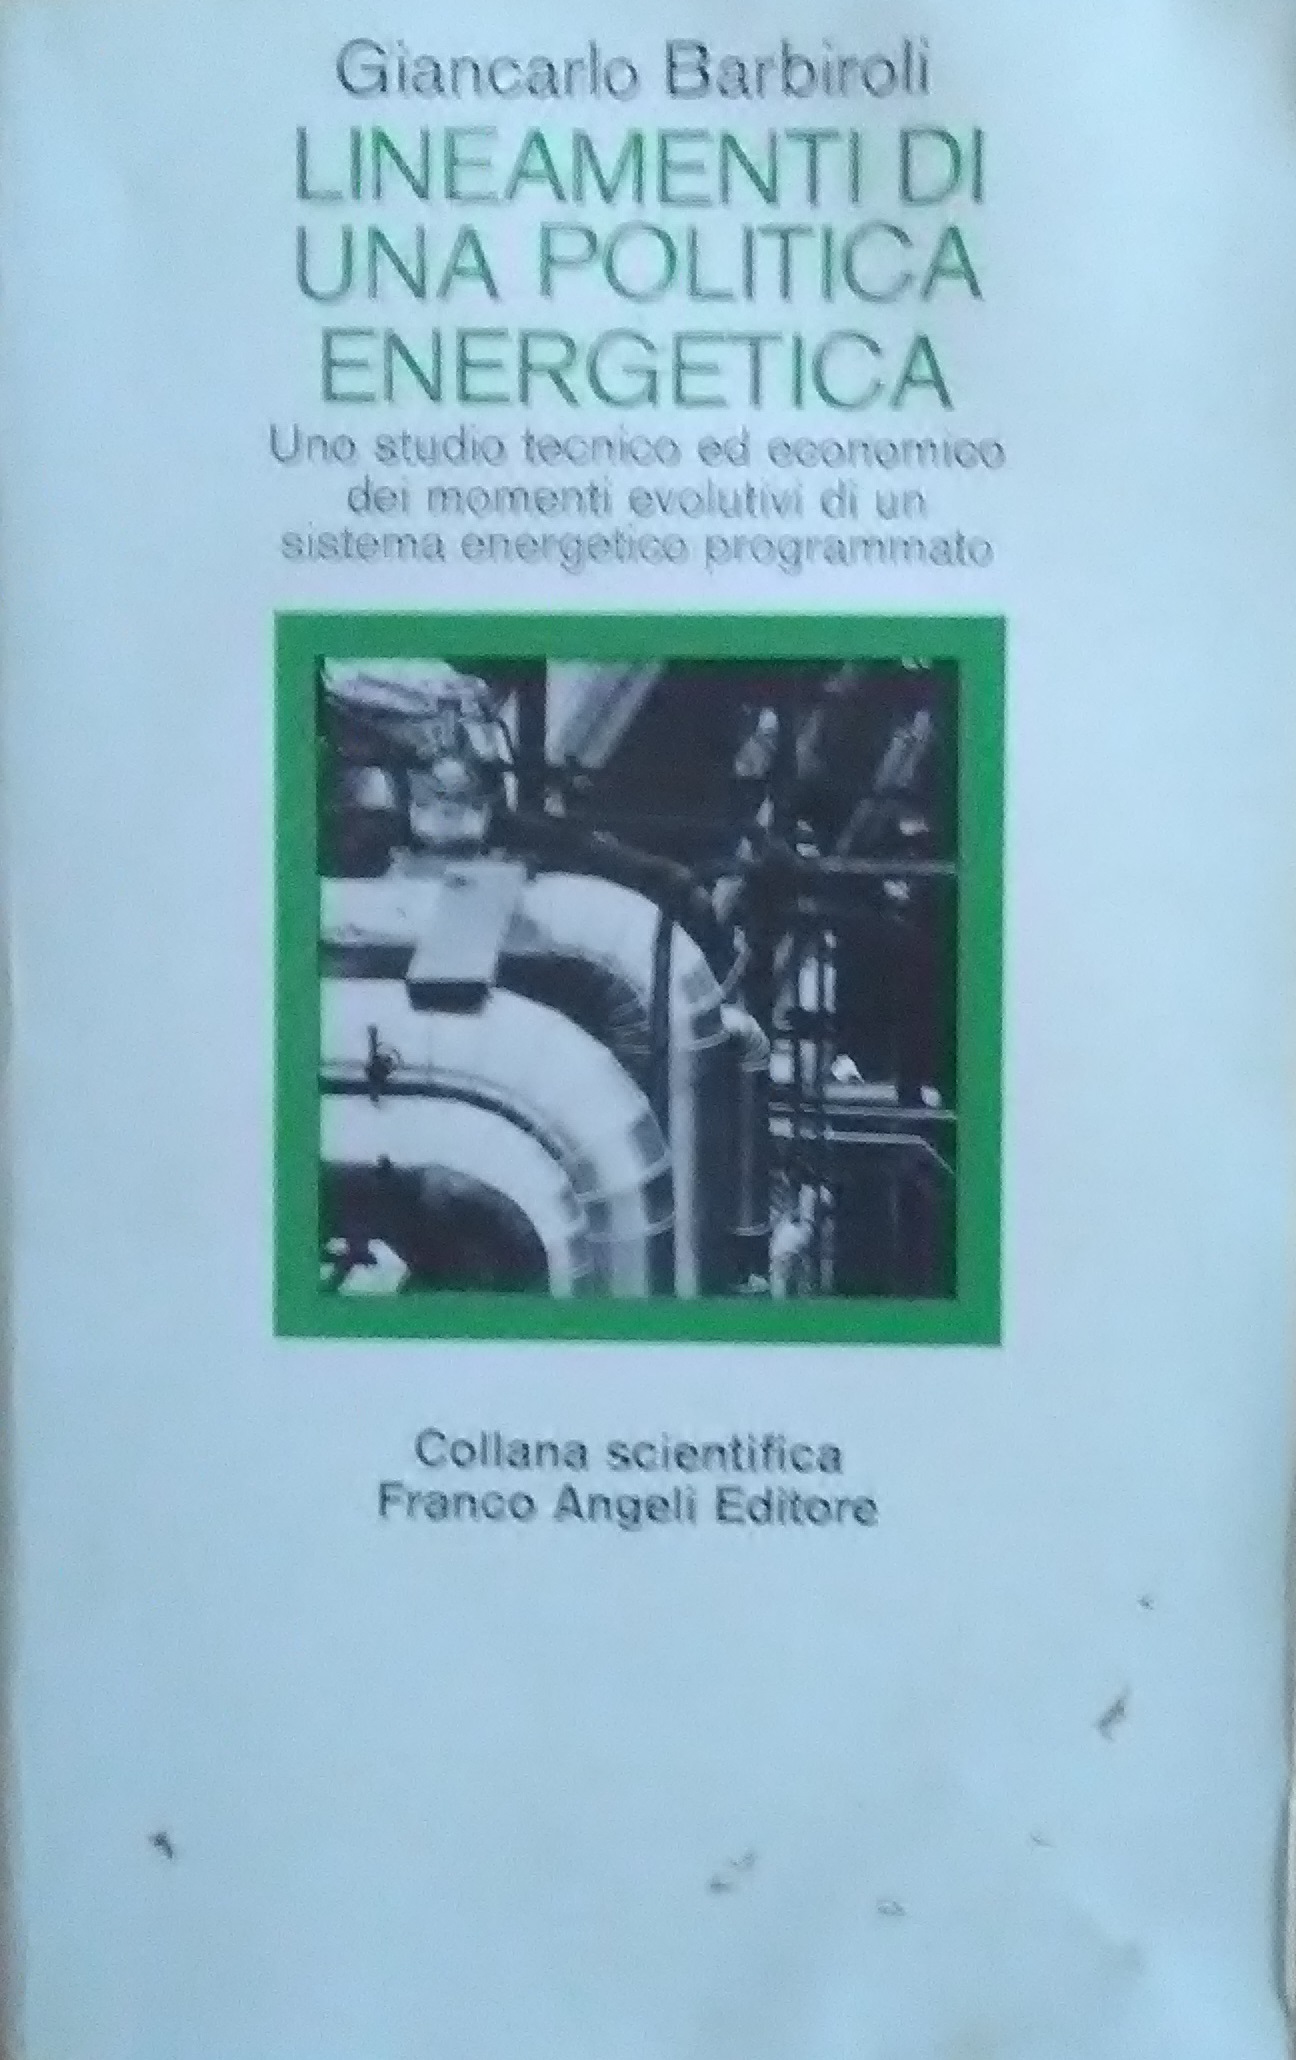 Giancarlo Barbiroli
LINEAMENTI DI
UNA POLITICA
ENERGETICA
Uno studio tecnico ed economico
dei momenti evolutivi di un
sistema energetico programmato
Collana scientifica
Franco Angeli Editore